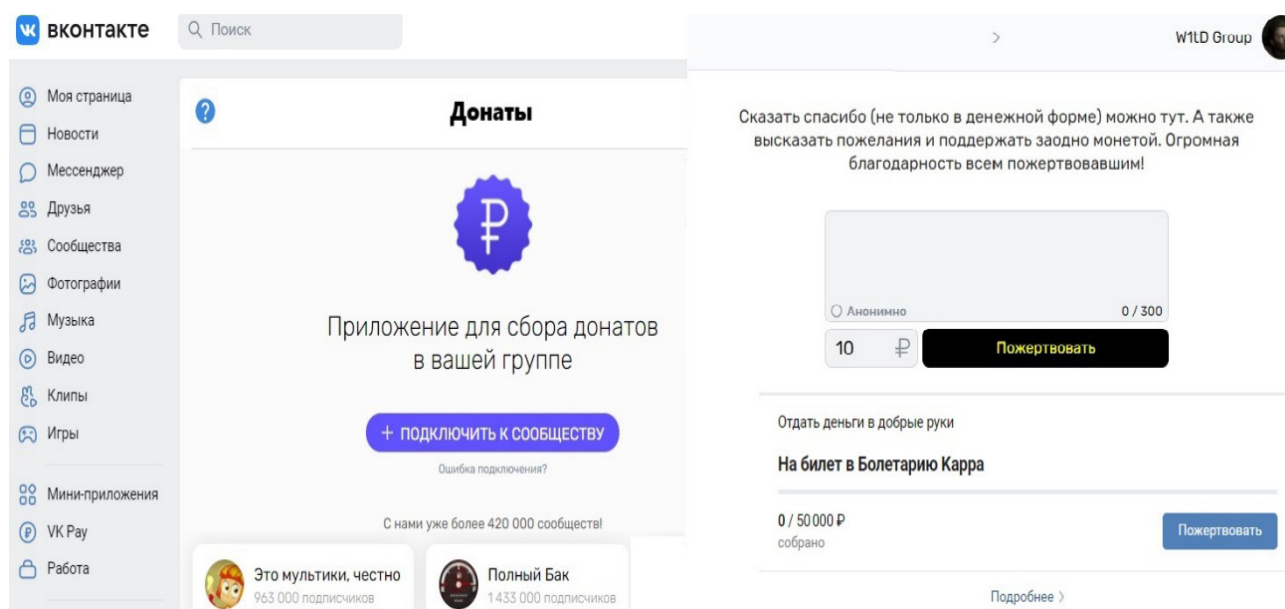 вконтакте
Поиск
Моя страница
Новости
Мессенджер
Друзья
Сообщества
Фотографии
Музыка
Видео
Клипы
Игры
Мини-приложения
VK Pay
Работа
?
Донаты
₽
Приложение для сбора донатов
в вашей группе
+ ПОДКЛЮЧИТЬ К СООБЩЕСТВУ
Ошибка подключения?
С нами уже более 420 000 сообществ!
Это мультики, честно
963 000 подписчиков
Полный Бак
1 433 000 подписчиков
W1LD Group
Сказать спасибо (не только в денежной форме) можно тут. А также
высказать пожелания и поддержать заодно монетой. Огромная
благодарность всем пожертвовавшим!
Анонимно
0 / 300
10 ₽
Пожертвовать
Отдать деньги в добрые руки
На билет в Болетарию Карра
0 / 50 000 ₽
собрано
Пожертвовать
Подробнее >